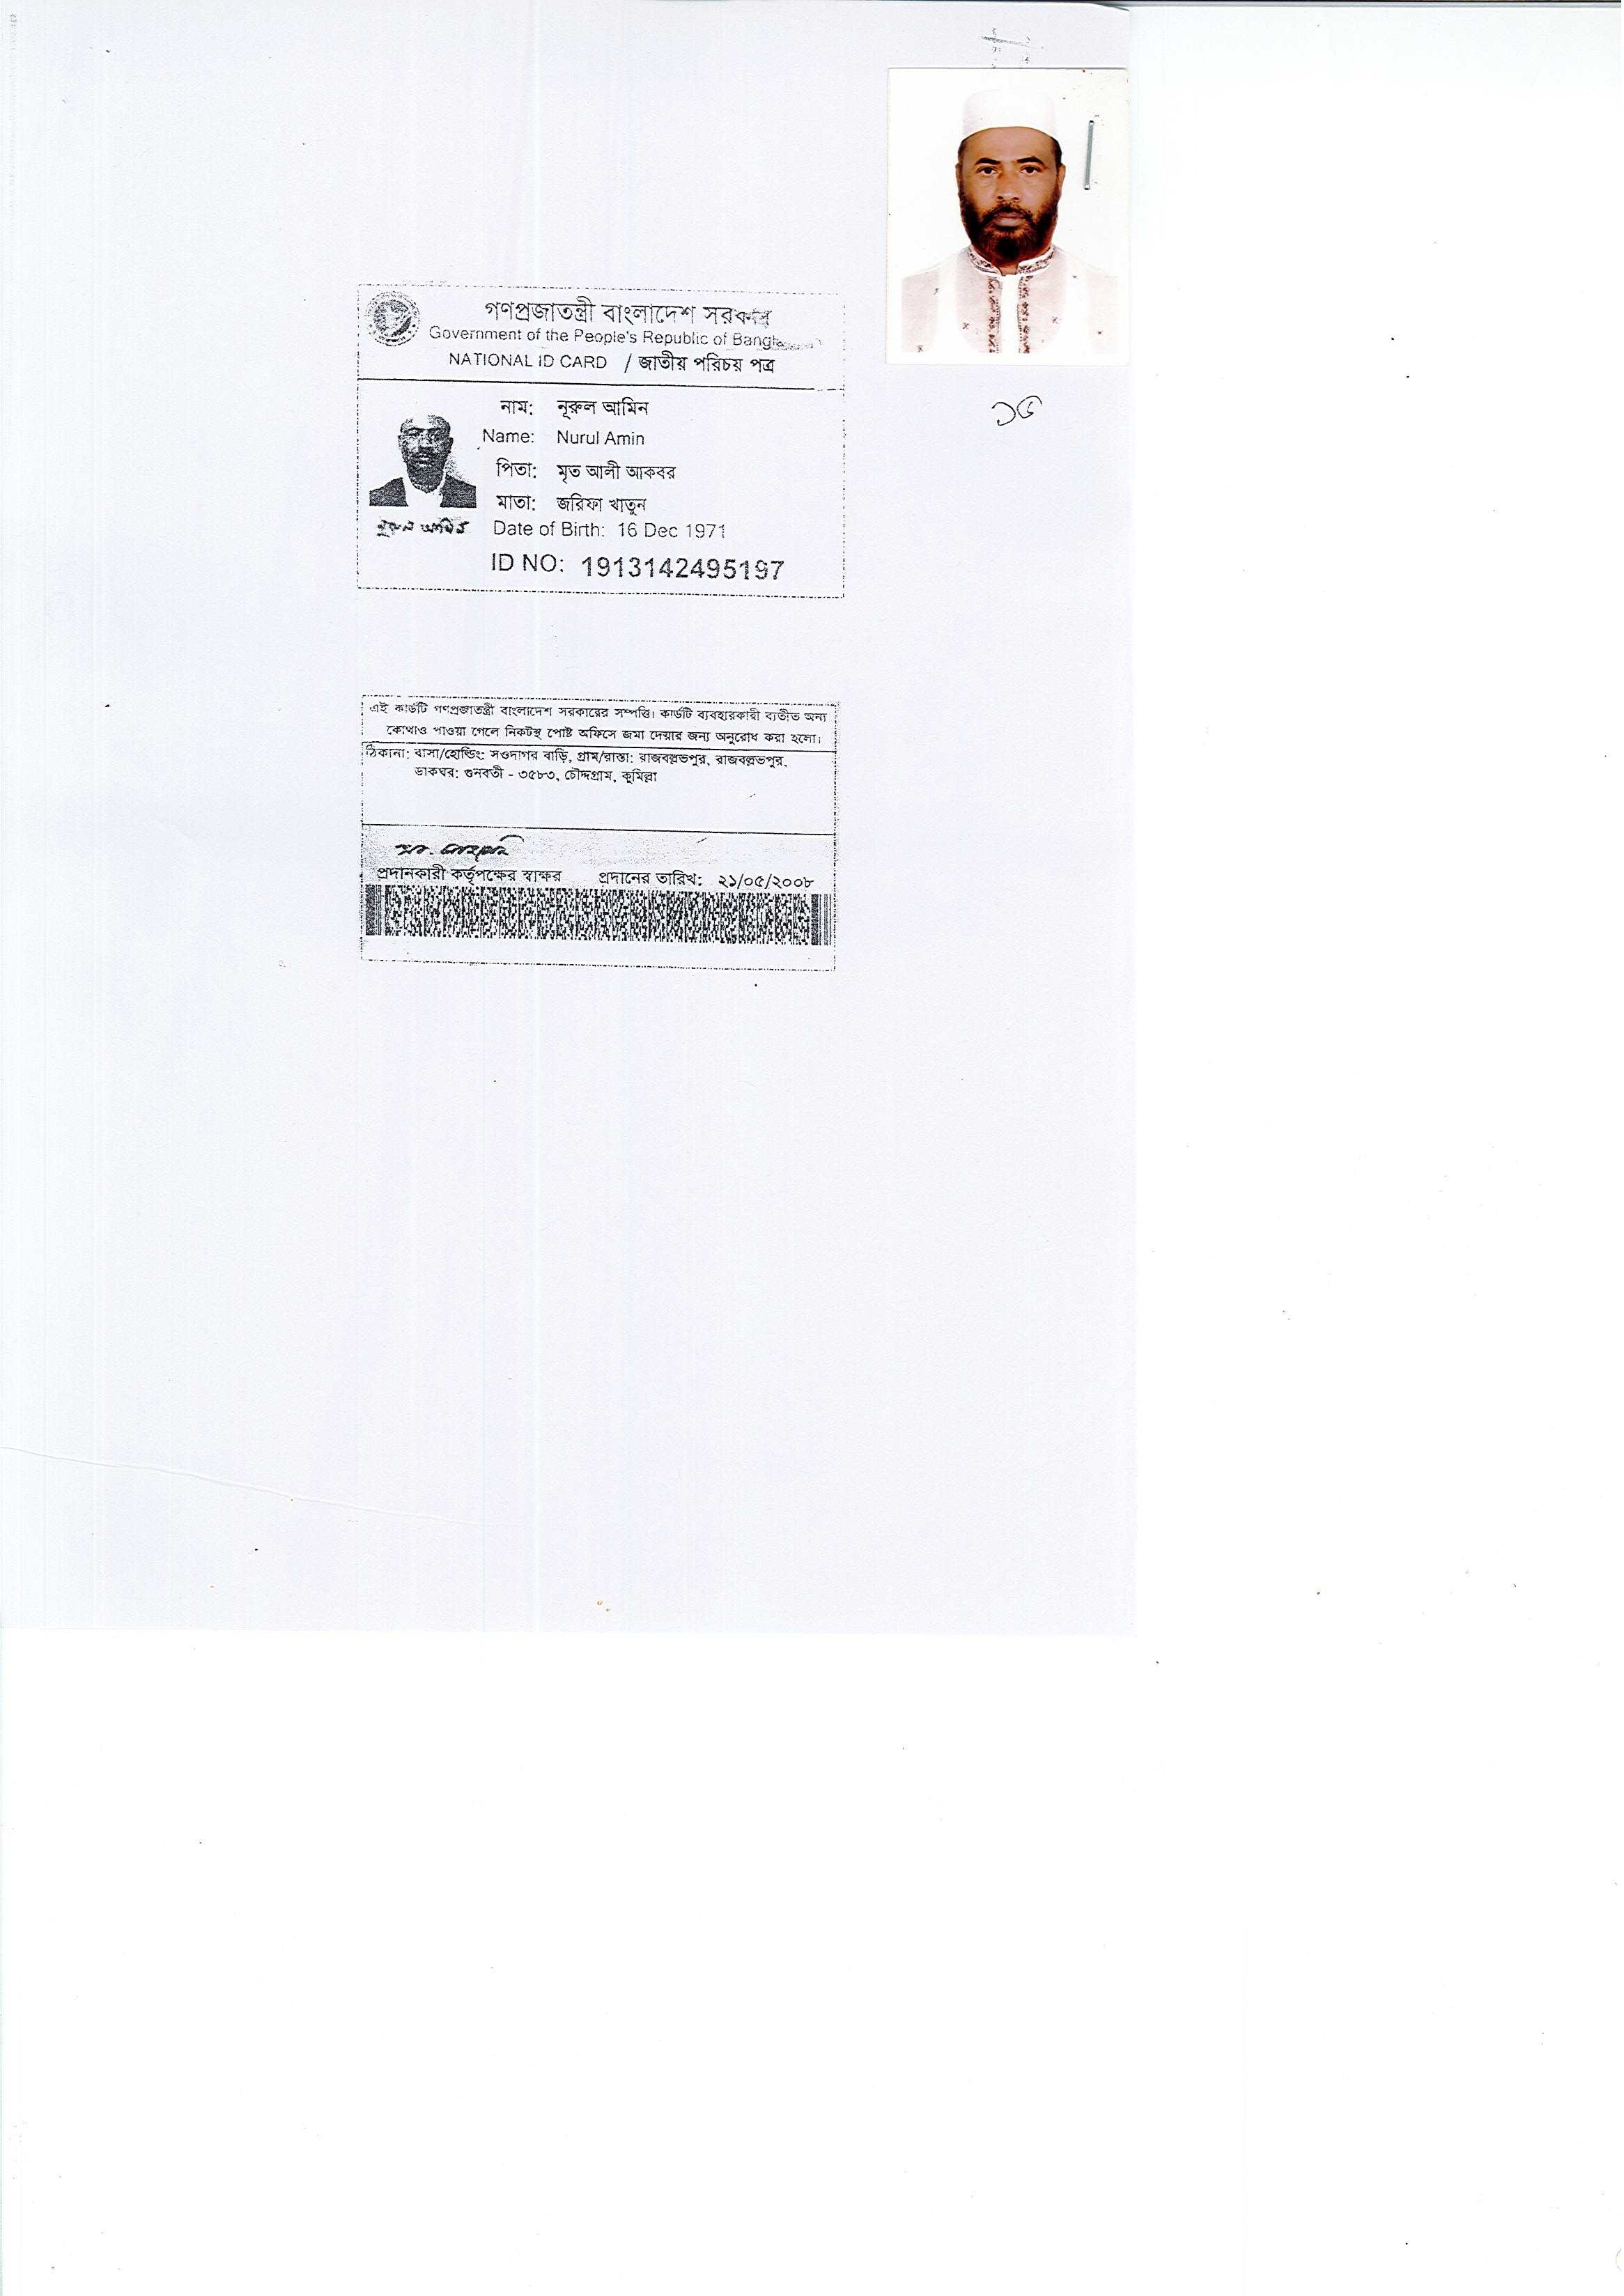 গণপ্রজাতন্ত্রী বাংলাদেশ সরকার
Government of the People's Republic of
NATIONAL ID CARD / জাতীয় পরিচয় পত্র
নাম: নূরুল আমিন
Name: Nurul Amin
পিতা: মৃত আলী আকবর
মাতা: জরিফা খাতুন
নুরুল আমিন
Date of Birth: 16 Dec 1971
ID NO: 1913142495197
১৫
এই কার্ডটি গণপ্রজাতন্ত্রী বাংলাদেশ সরকারের সম্পত্তি। কার্ডটি ব্যবহারকারী ব্যতীত অন্য
কোথাও পাওয়া গেলে নিকটস্থ পোষ্ট অফিসে জমা দেয়ার জন্য অনুরোধ করা হলো।
ঠিকানা: বাসা/হোল্ডিং: সওদাগর বাড়ি, গ্রাম/রাস্তা: রাজবল্লভপুর, রাজবল্লভপুর,
ডাকঘর: গুনবতী - ৩৫৮৩, চৌদ্দগ্রাম, কুমিল্লা
প্রদানকারী কর্তৃপক্ষের স্বাক্ষর প্রদানের তারিখ: ২১/০৫/২০০৮